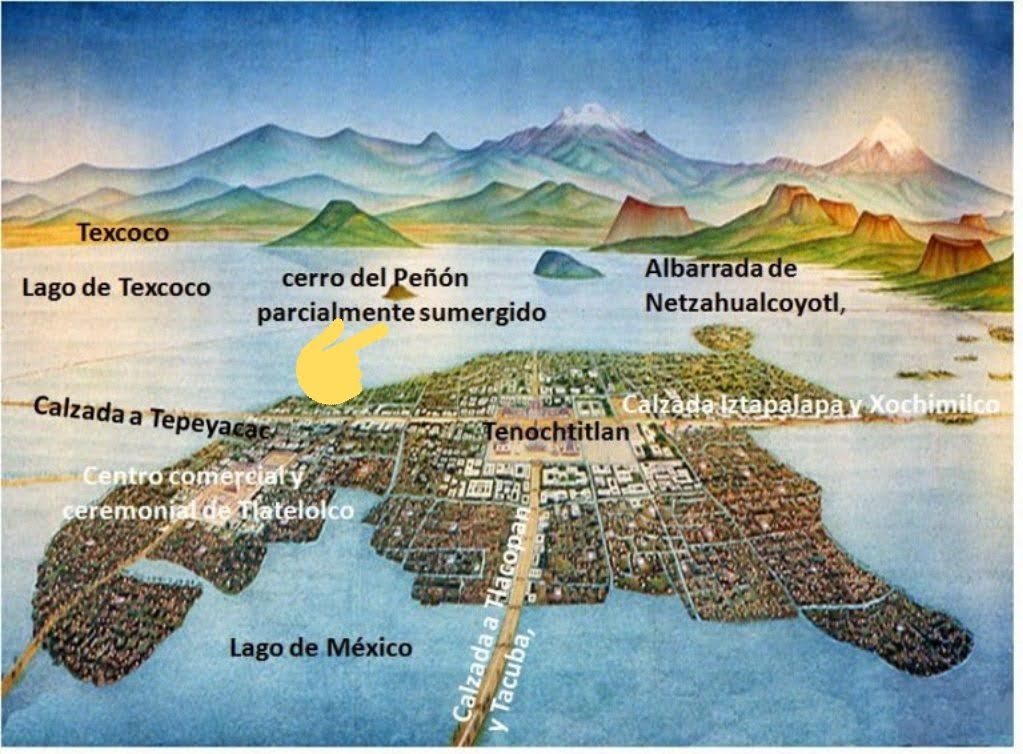 Texcoco
Lago de Texcoco
cerro del Peñón
parcialmente sumergido
Albarrada de
Netzahualcoyotl,
Calzada a Tepeyacac
Calzada Iztapalapa y Xochimilco
Tenochtitlan
Centro comercial y
ceremonial de Tlatelolco
Calzada a Tlacopan
y Tacuba,
Lago de México